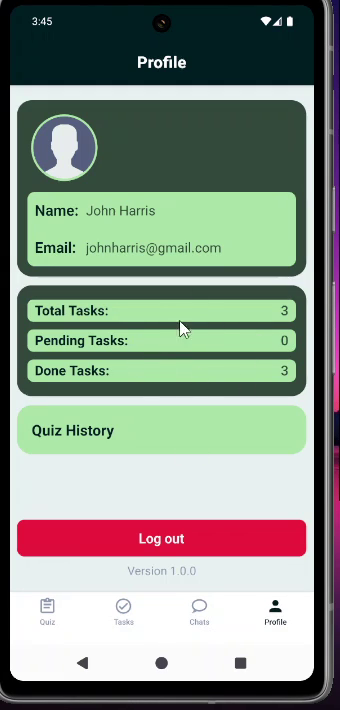 3:45
Profile
Name: John Harris
Email: johnharris@gmail.com
Total Tasks: 3
Pending Tasks: 0
Done Tasks: 3
Quiz History
Log out
Version 1.0.0
Quiz Tasks Chats Profile